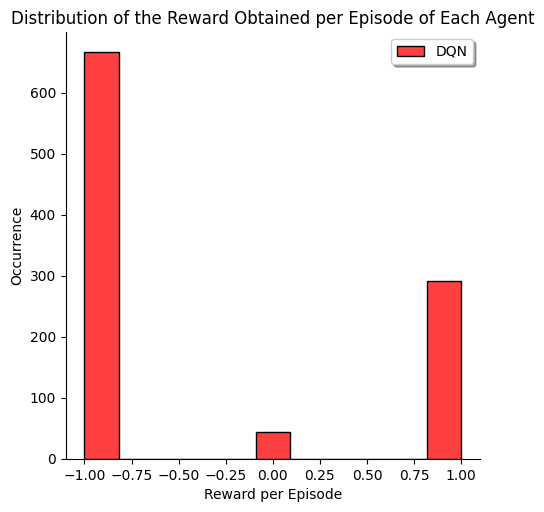 Distribution of the Reward Obtained per Episode of Each Agent
DQN
600
500
400
300
200
100
0
Occurrence
−1.00 −0.75 −0.50 −0.25 0.00 0.25 0.50 0.75 1.00
Reward per Episode